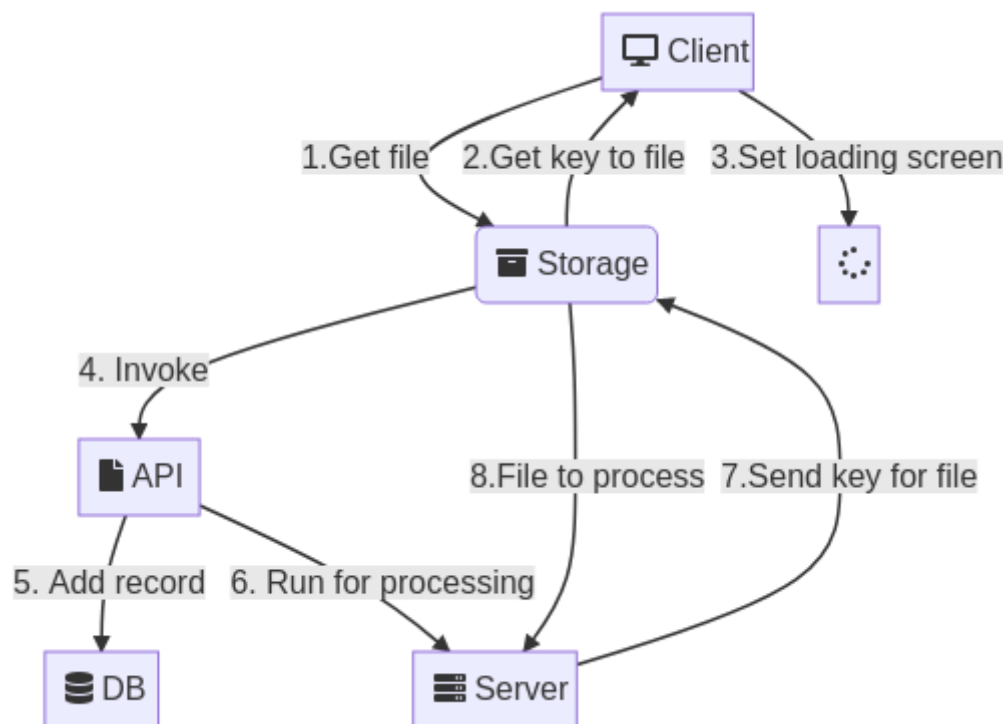 Client
1.Get file
2.Get key to file
3.Set loading screen
Storage
4. Invoke
API
8.File to process
7.Send key for file
5. Add record
6. Run for processing
DB
Server